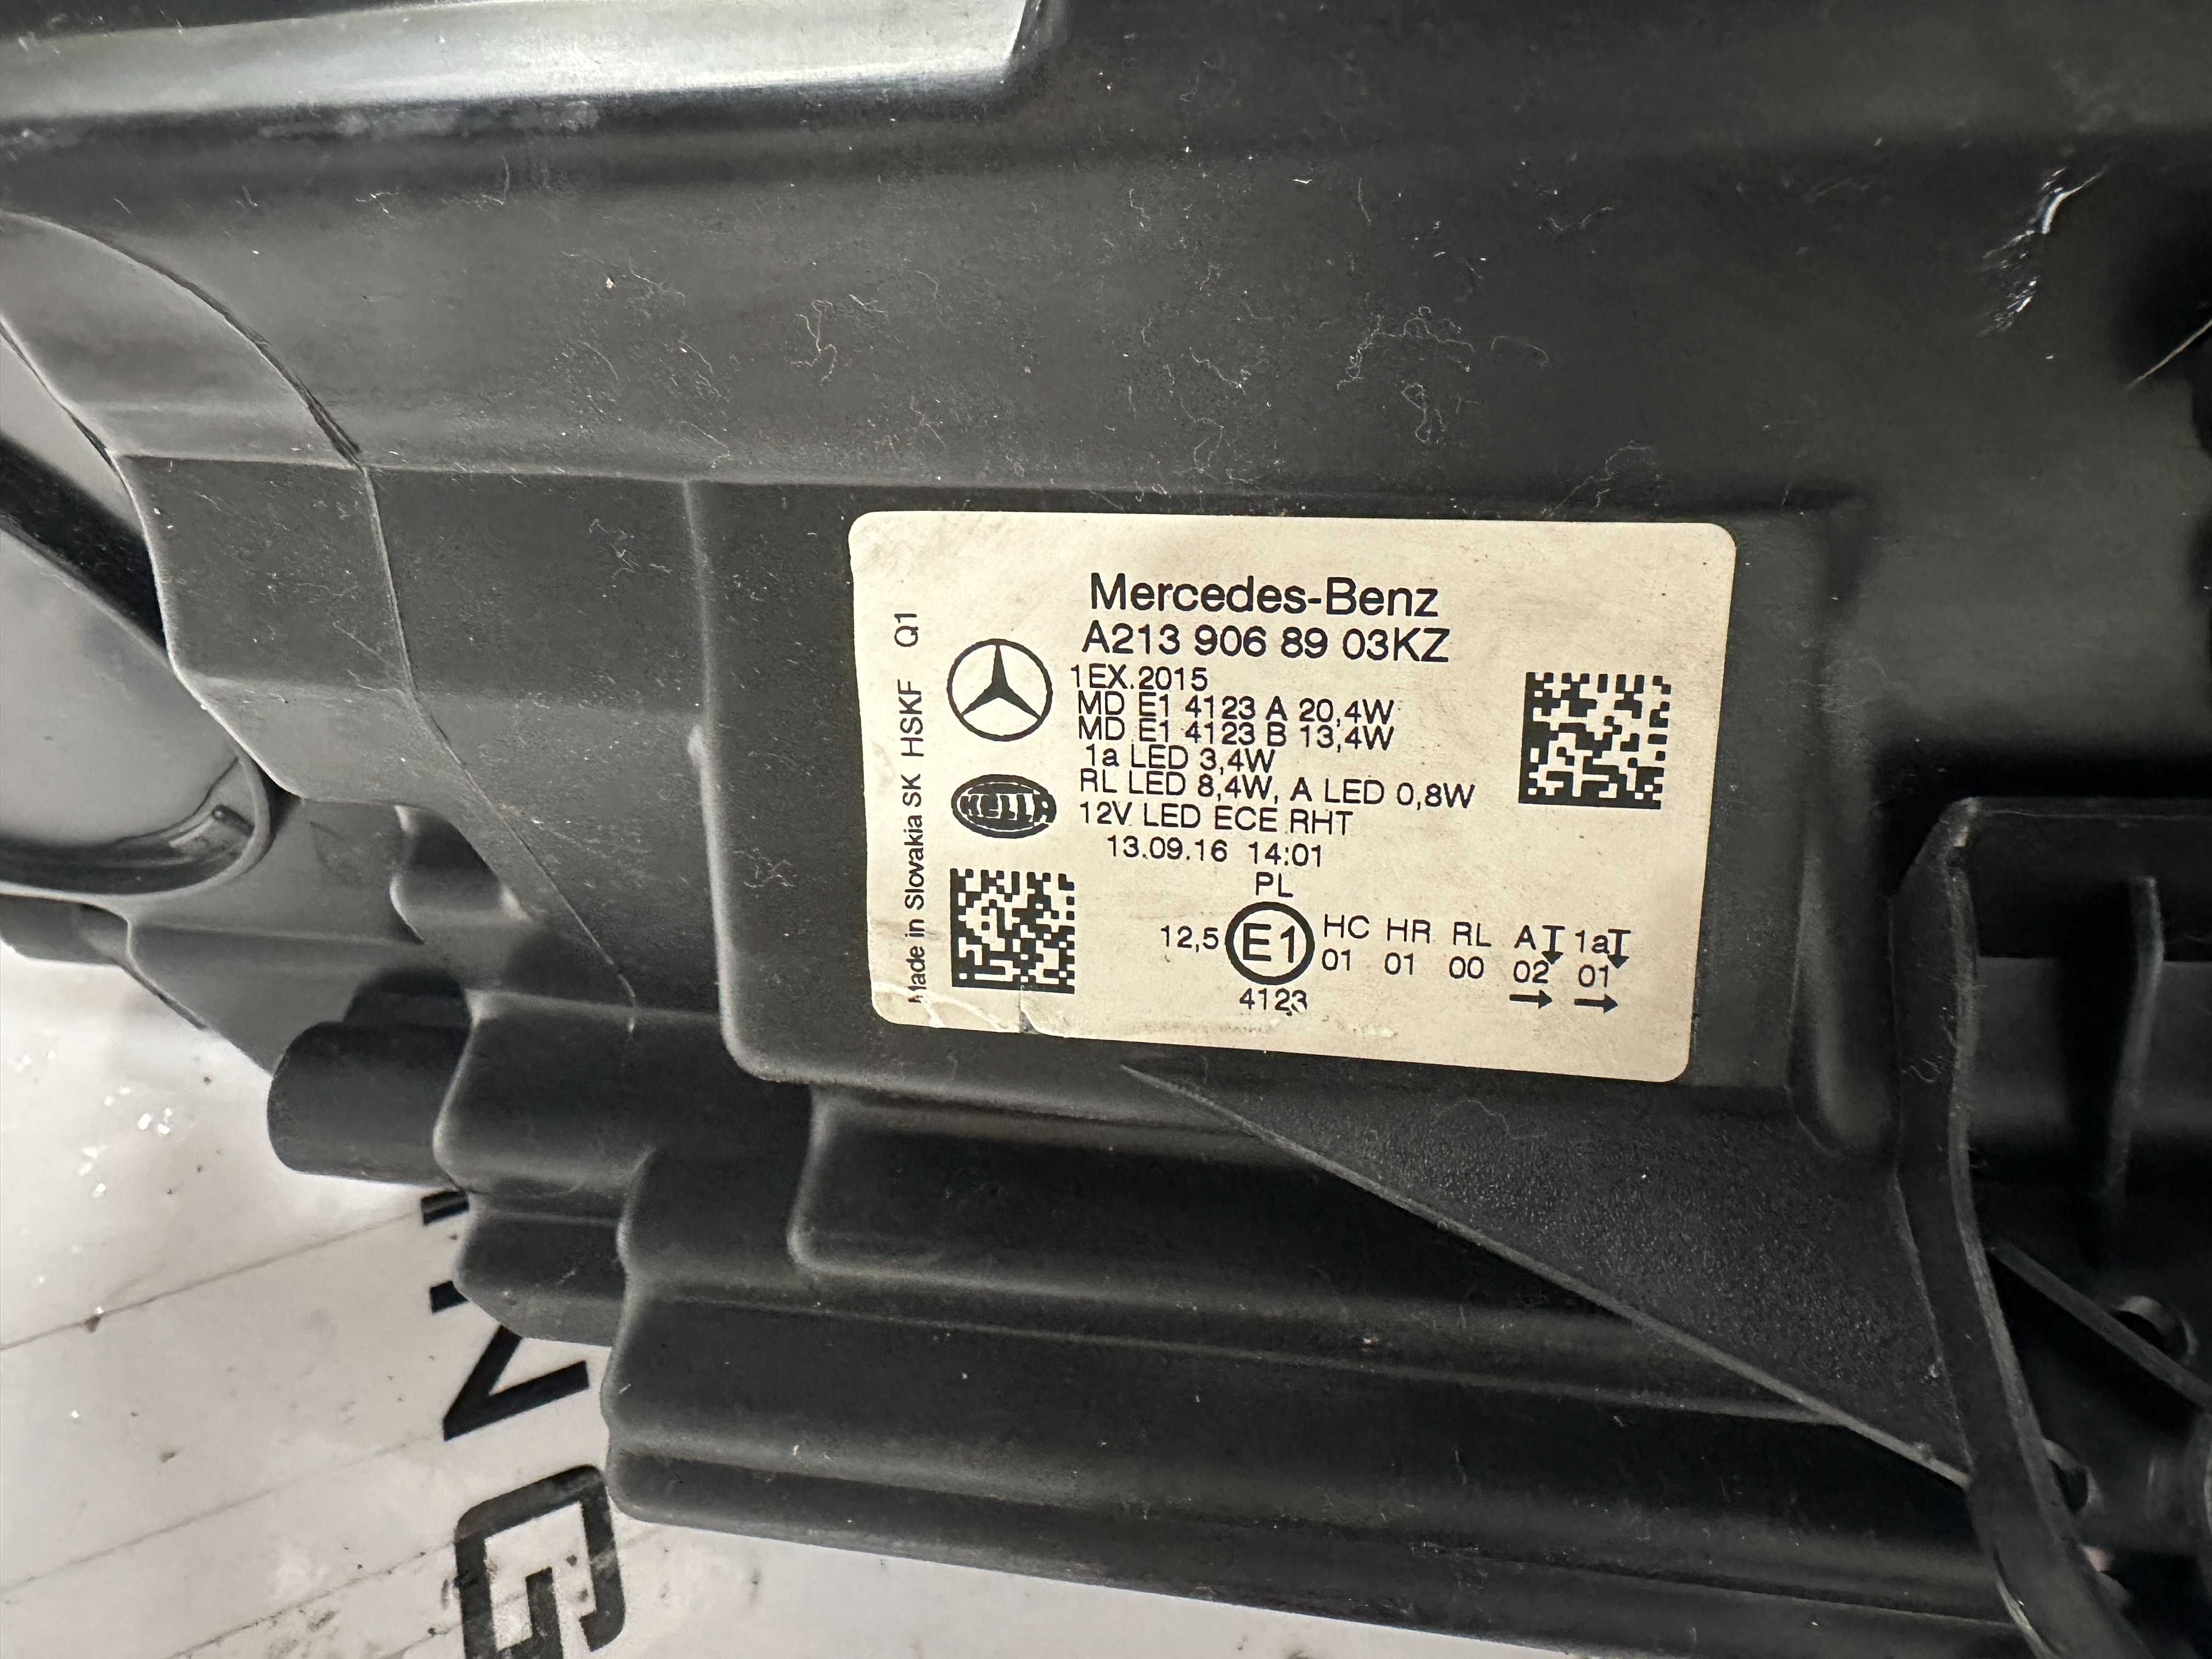 Mercedes-Benz
A213 906 89 03KZ
1EX.2015
MD E1 4123 A 20,4W
MD E1 4123 B 13,4W
1a LED 3,4W
RL LED 8,4W, A LED 0,8W
12V LED ECE RHT
13.09.16 14:01
PL
12,5 E1 HC HR RL A 1a
01 01 00 02 01
4123
HELLA
Made in Slovakia SK HSKF Q1